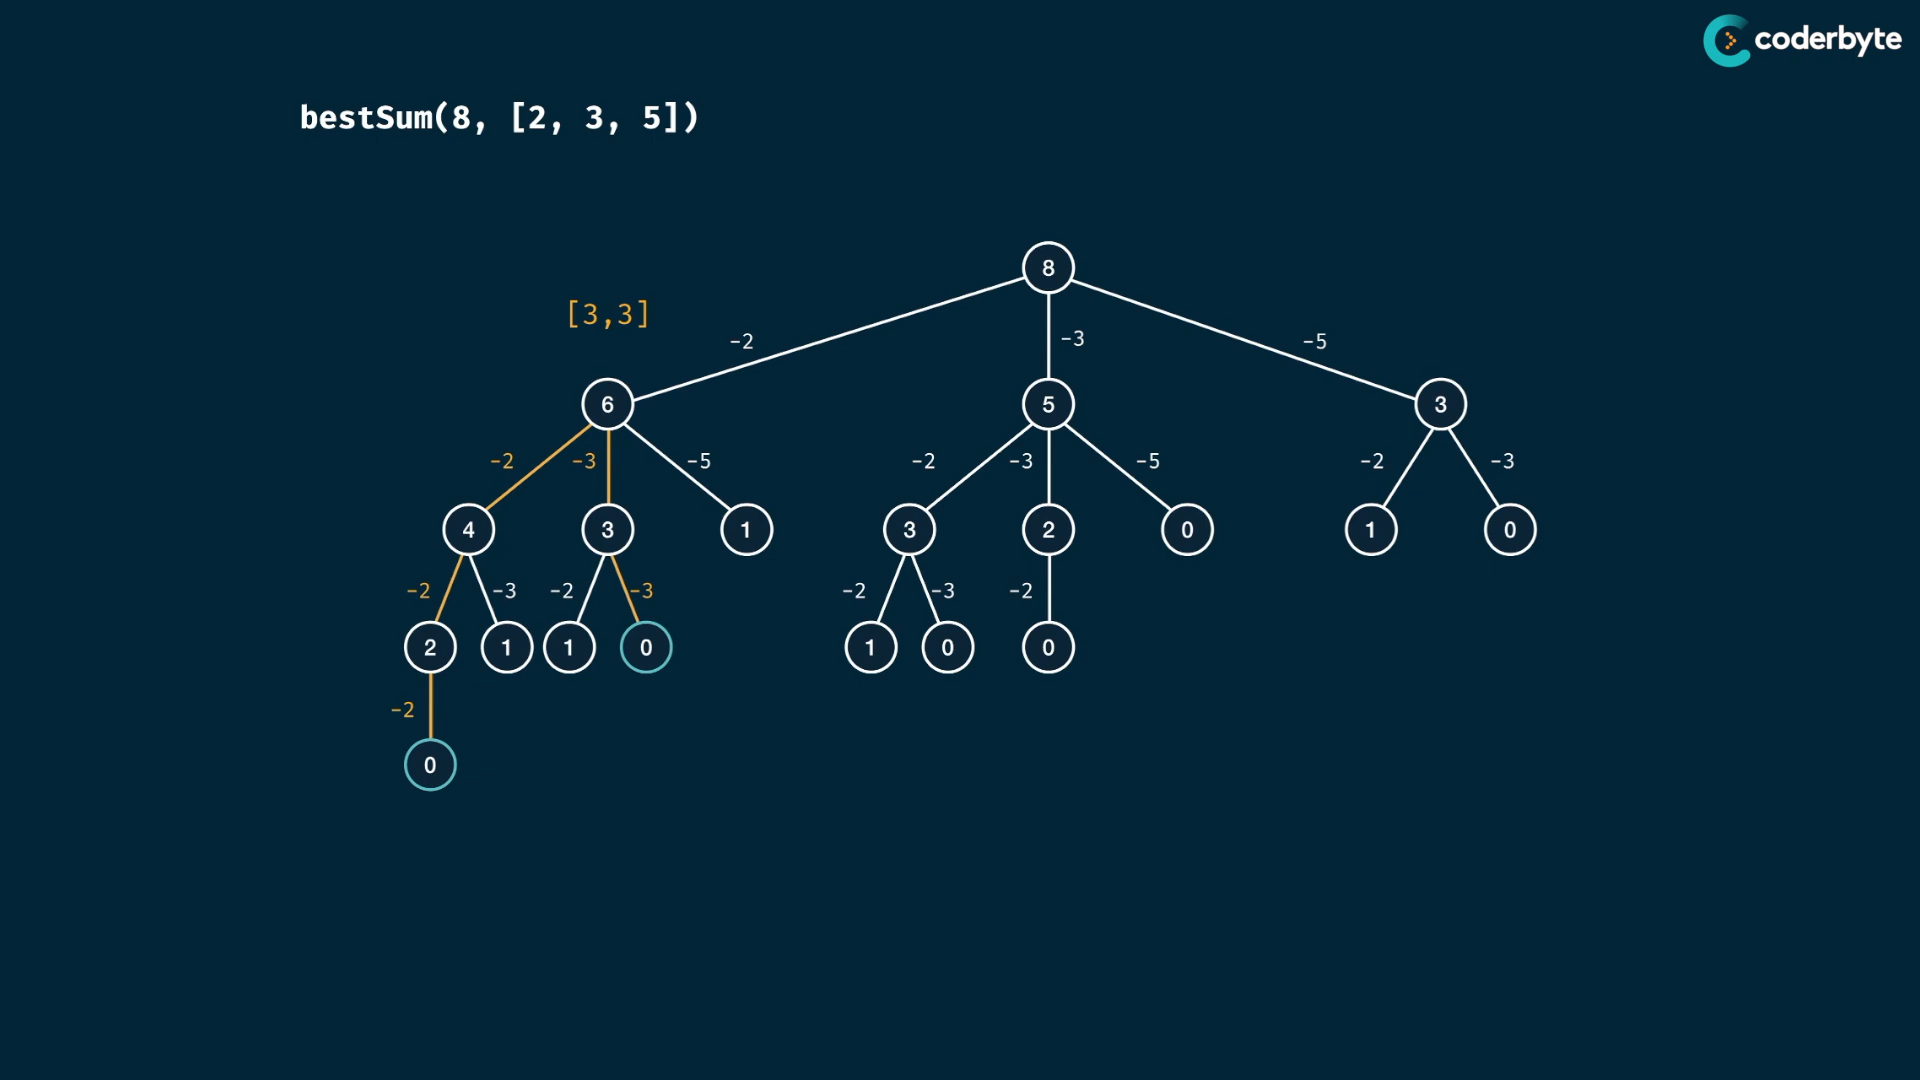 coderbyte
bestSum(8, [2, 3, 5])
8
[3,3]
-2 -3 -5
6 5 3
-2 -3 -5 -2 -3 -5 -2 -3
4 3 1 3 2 0 1 0
-2 -3 -2 -3 -2 -3 -2
2 1 1 0 1 0 0
-2
0